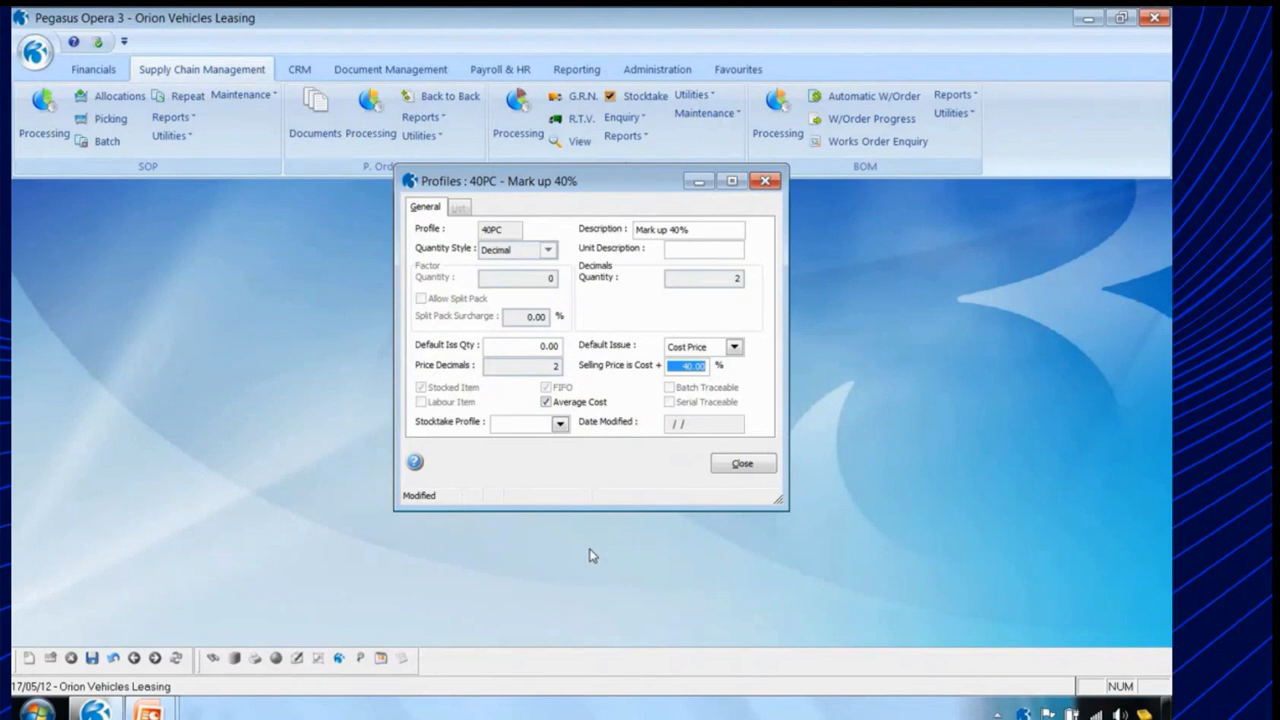 Pegasus Opera 3 - Orion Vehicles Leasing
Financials Supply Chain Management CRM Document Management Payroll & HR Reporting Administration Favourites
Allocations Repeat Maintenance Back to Back G.R.N. Stocktake Utilities Automatic W/Order Reports
Picking Reports Reports R.T.V. Enquiry Maintenance W/Order Progress Utilities
Processing Batch Utilities Documents Processing Utilities Processing View Reports Processing Works Order Enquiry
SOP P. Ord BOM
Profiles : 40PC - Mark up 40%
General List
Profile : 40PC Description : Mark up 40%
Quantity Style : Decimal Unit Description :
Factor Decimals
Quantity : 0 Quantity : 2
Allow Split Pack
Split Pack Surcharge : 0.00 %
Default Iss Qty : 0.00 Default Issue : Cost Price
Price Decimals : 2 Selling Price is Cost + 40.00 %
Stocked Item FIFO Batch Traceable
Labour Item Average Cost Serial Traceable
Stocktake Profile : Date Modified : / /
Close
Modified
17/05/12 - Orion Vehicles Leasing NUM